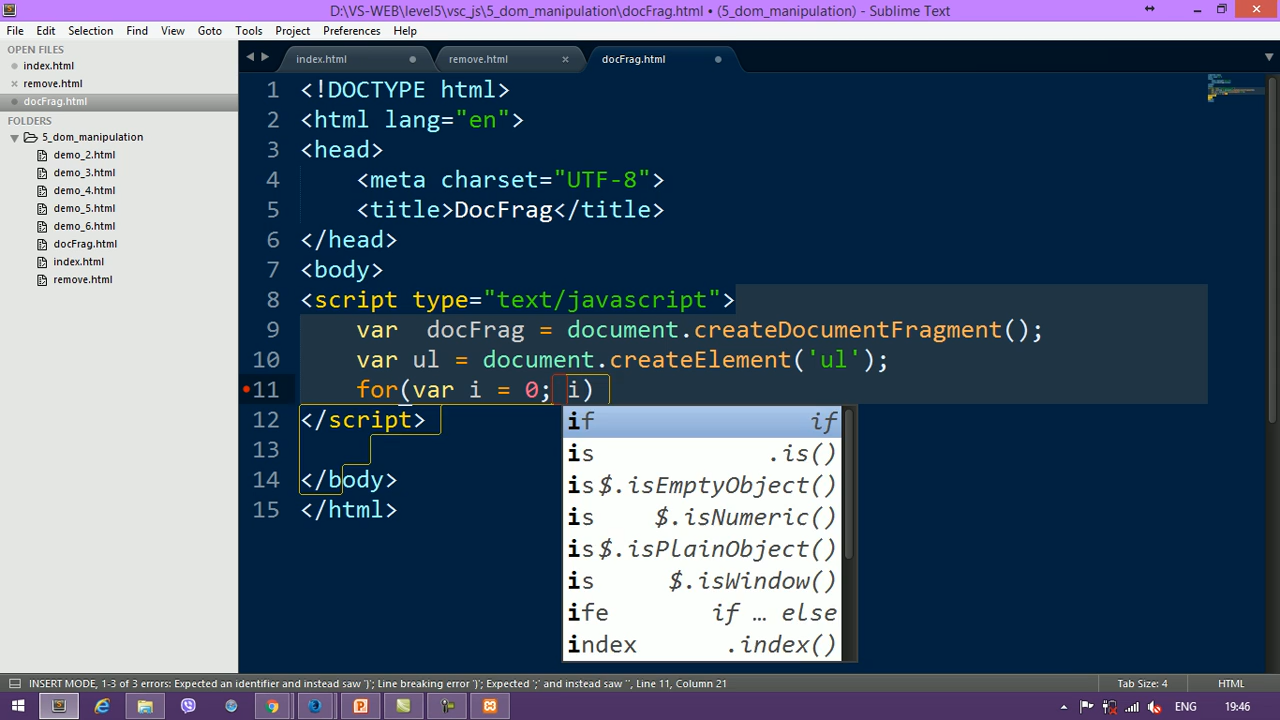 D:\VS-WEB\level5\vsc_js\5_dom_manipulation\docFrag.html • (5_dom_manipulation) - Sublime Text
File Edit Selection Find View Goto Tools Project Preferences Help
OPEN FILES
index.html
remove.html
docFrag.html
FOLDERS
5_dom_manipulation
demo_2.html
demo_3.html
demo_4.html
demo_5.html
demo_6.html
docFrag.html
index.html
remove.html
index.html remove.html docFrag.html
1 <!DOCTYPE html>
2 <html lang="en">
3 <head>
4 <meta charset="UTF-8">
5 <title>DocFrag</title>
6 </head>
7 <body>
8 <script type="text/javascript">
9 var  docFrag = document.createDocumentFragment();
10 var ul = document.createElement('ul');
11 for(var i = 0; i)
12 </script>
13
14 </body>
15 </html>
if if
is .is()
is $.isEmptyObject()
is $.isNumeric()
is $.isPlainObject()
is $.isWindow()
ife if … else
index .index()
INSERT MODE, 1-3 of 3 errors: Expected an identifier and instead saw ')'; Line breaking error ')'; Expected ';' and instead saw '', Line 11, Column 21 Tab Size: 4 HTML
ENG 19:46